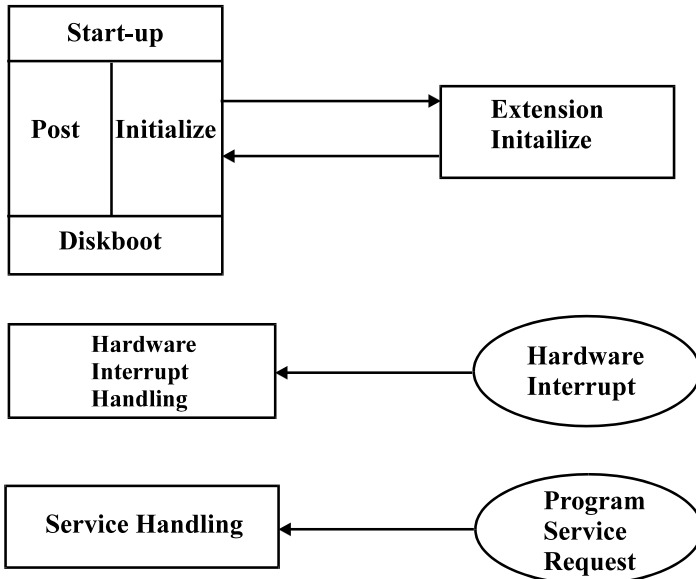 Start-up
Post
Initialize
Extension
Initailize
Diskboot
Hardware
Interrupt
Handling
Hardware
Interrupt
Service Handling
Program
Service
Request